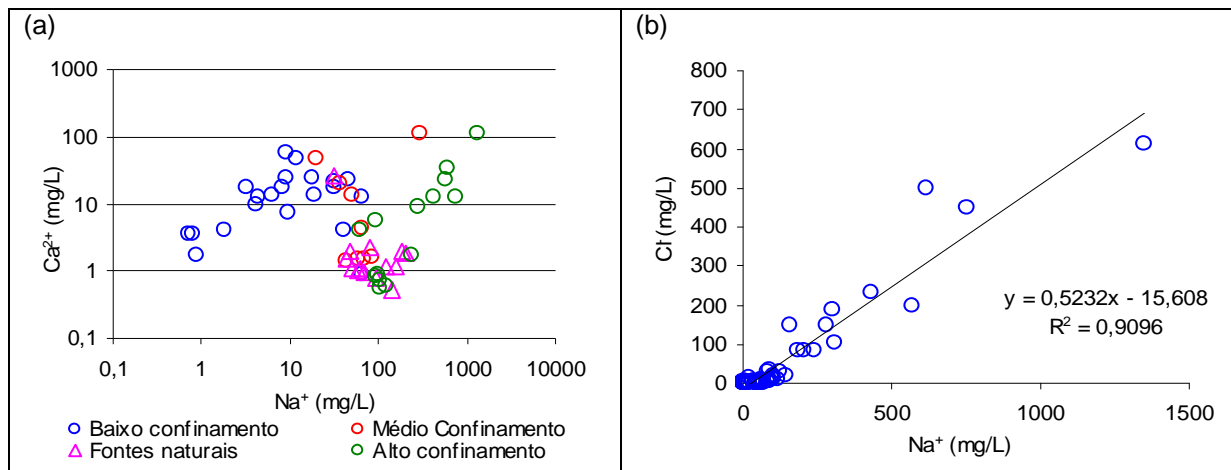 (a)
1000
100
10
1
0,1
Ca²⁺ (mg/L)
0,1 1 10 100 1000 10000
Na⁺ (mg/L)
Baixo confinamento Médio Confinamento
Fontes naturais Alto confinamento
(b)
800
700
600
500
400
300
200
100
0
Cl⁻(mg/L)
y = 0,5232x - 15,608
R² = 0,9096
0 500 1000 1500
Na⁺ (mg/L)